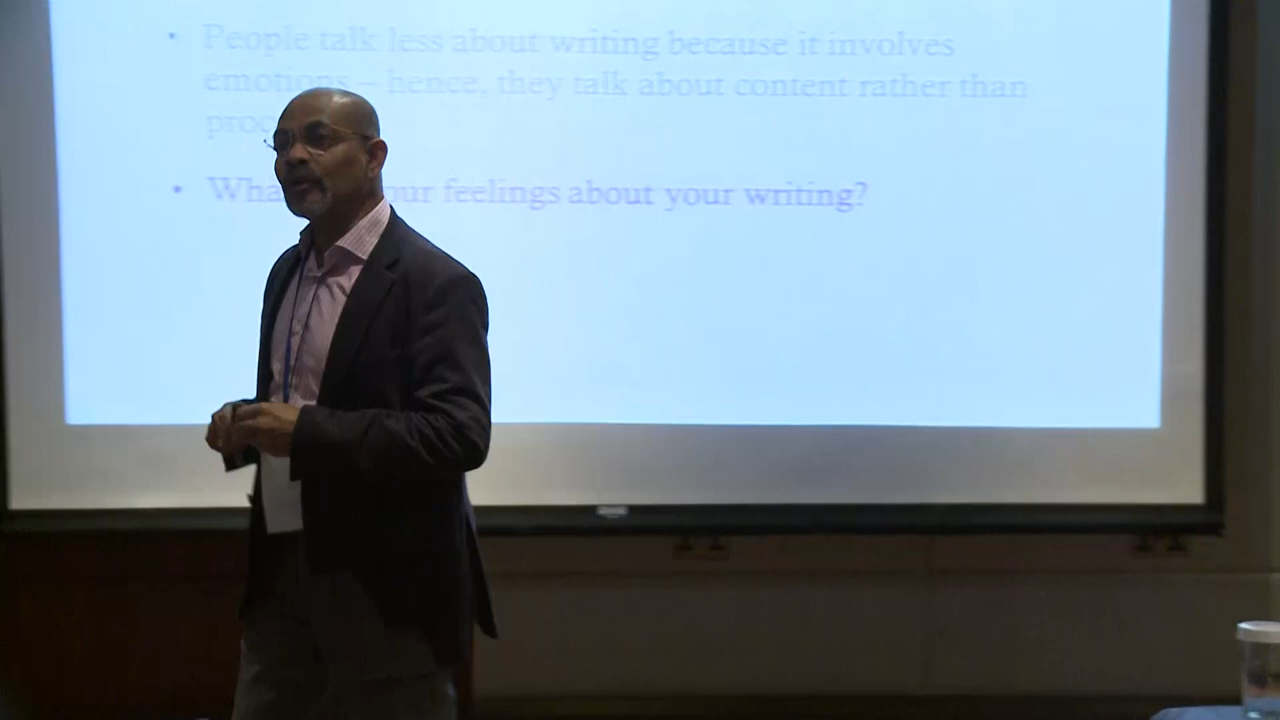 • People talk less about writing because it involves
emotions – hence, they talk about content rather than
• feelings about your writing?